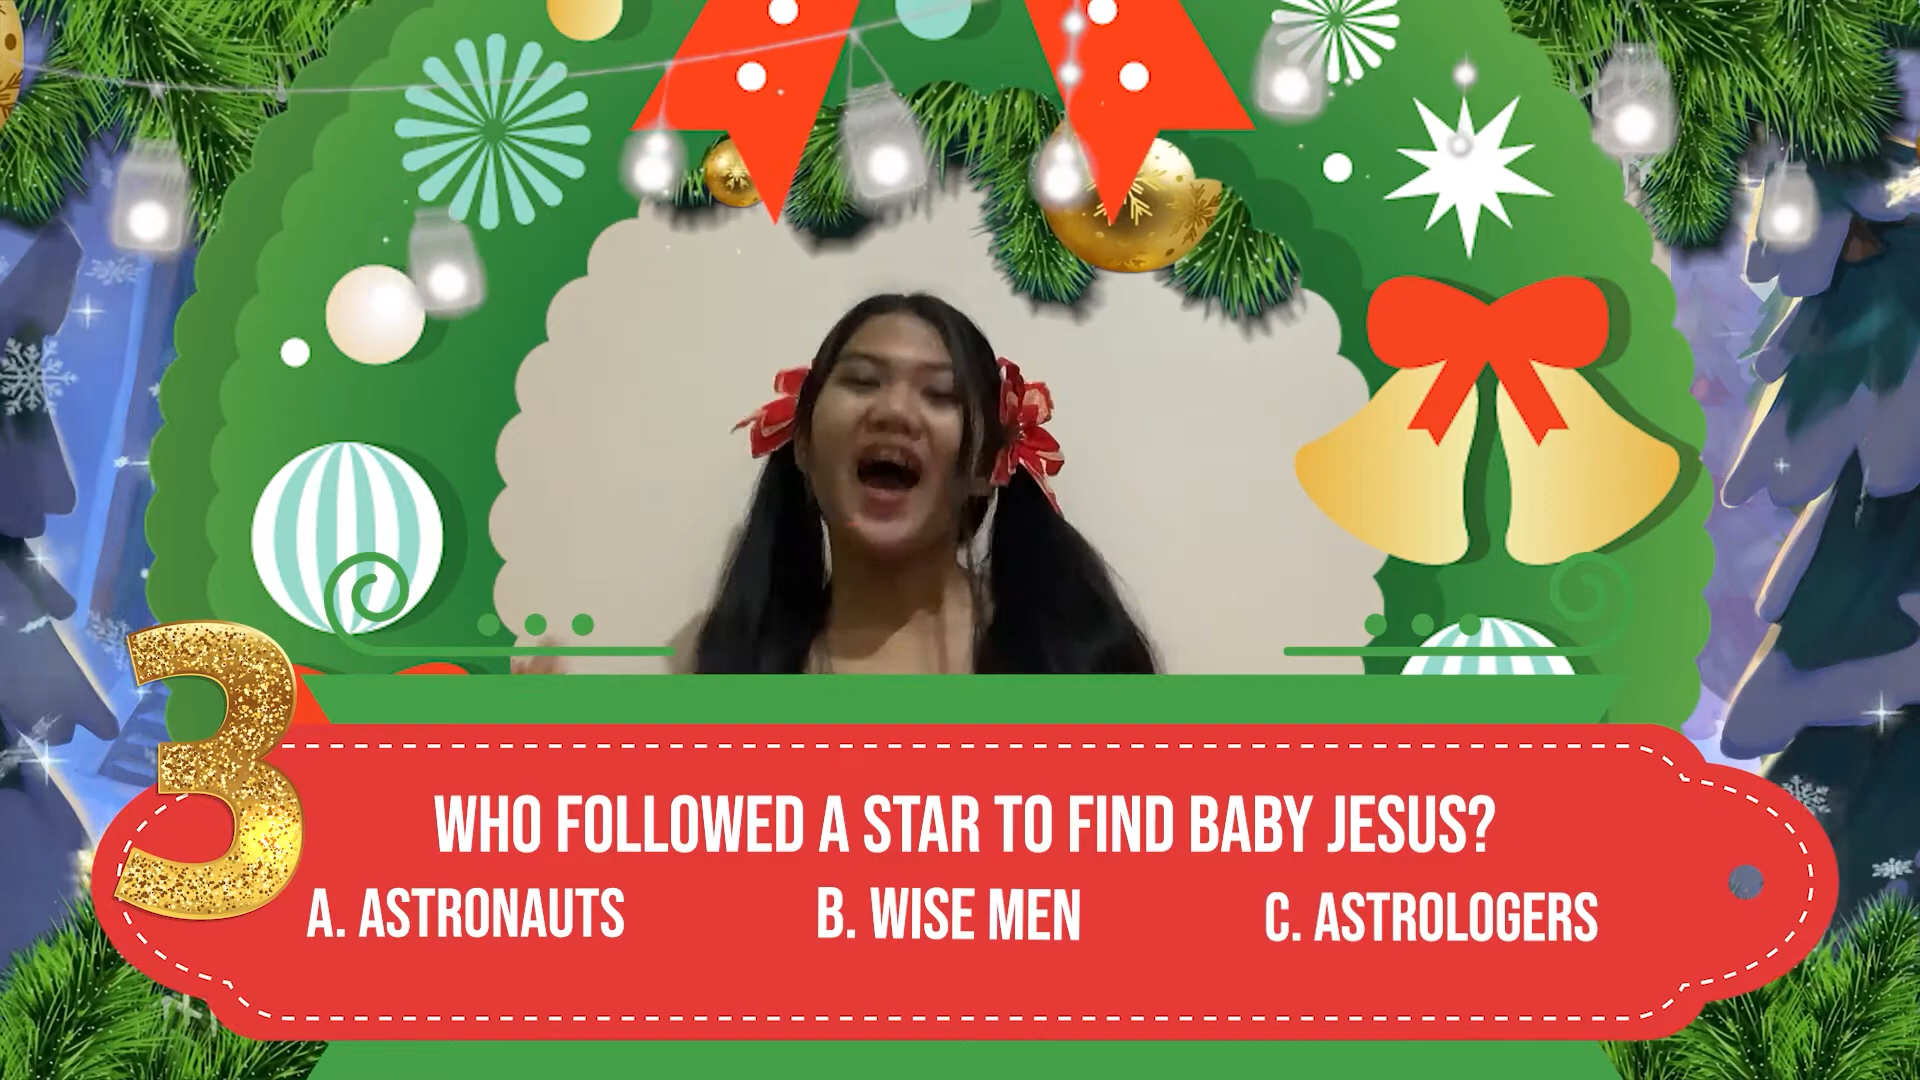 3
WHO FOLLOWED A STAR TO FIND BABY JESUS?
A. ASTRONAUTS B. WISE MEN C. ASTROLOGERS